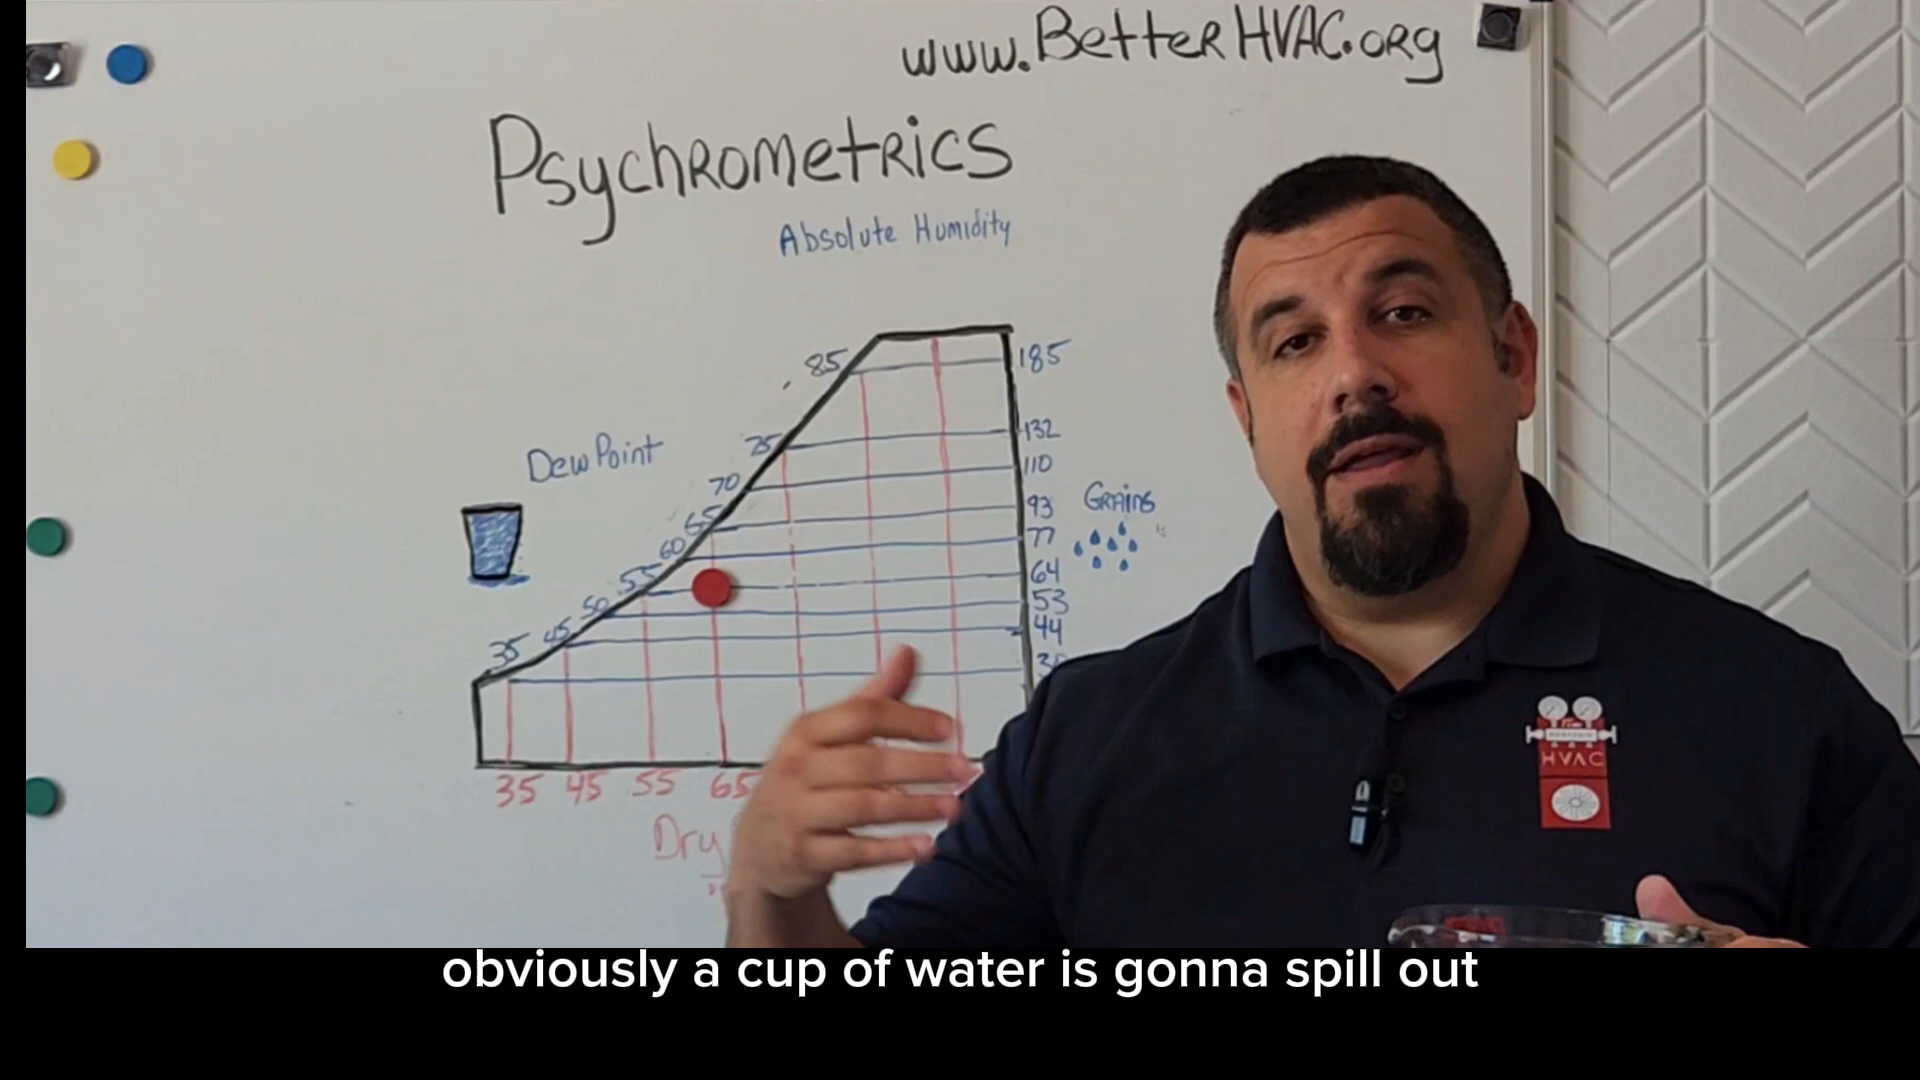 www.BetterHVAC.org
Psychrometrics
Absolute Humidity
85 185
75 132
Dew Point
70 110
65 93
Grains
60 77
55 64
50 53
45 44
35
35 45 55 65
Dry
HVAC
obviously a cup of water is gonna spill out